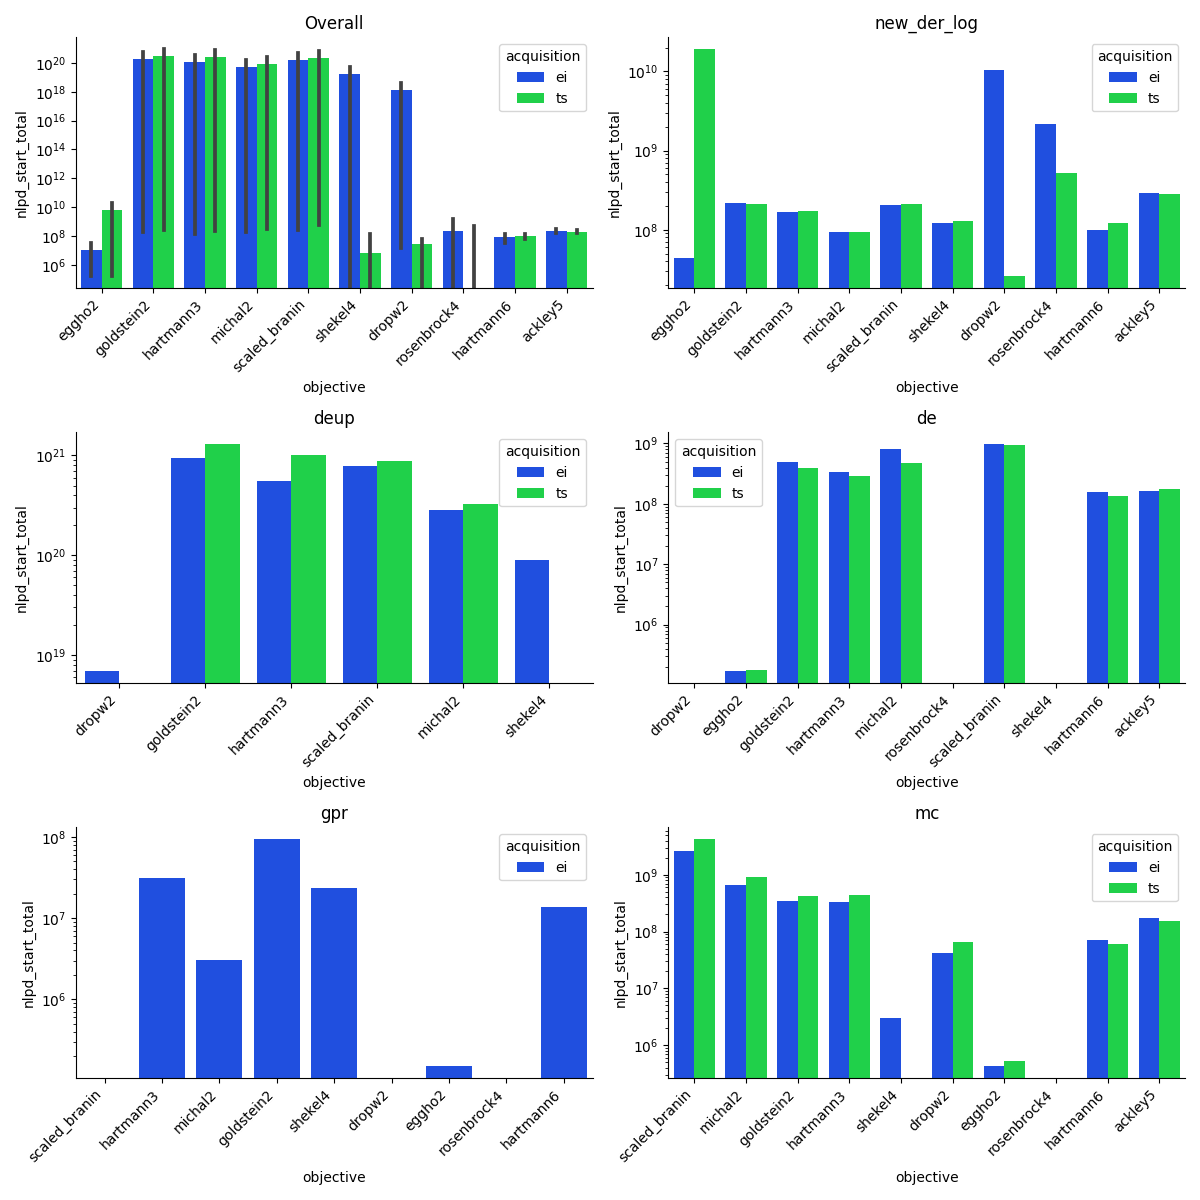 Overall
nlpd_start_total
10^20
10^18
10^16
10^14
10^12
10^10
10^8
10^6
acquisition
ei
ts
eggho2
goldstein2
hartmann3
michal2
scaled_branin
shekel4
dropw2
rosenbrock4
hartmann6
ackley5
objective
new_der_log
nlpd_start_total
10^10
10^9
10^8
acquisition
ei
ts
eggho2
goldstein2
hartmann3
michal2
scaled_branin
shekel4
dropw2
rosenbrock4
hartmann6
ackley5
objective
deup
nlpd_start_total
10^21
10^20
10^19
acquisition
ei
ts
dropw2
goldstein2
hartmann3
scaled_branin
michal2
shekel4
objective
de
nlpd_start_total
10^9
10^8
10^7
10^6
acquisition
ei
ts
dropw2
eggho2
goldstein2
hartmann3
michal2
rosenbrock4
scaled_branin
shekel4
hartmann6
ackley5
objective
gpr
nlpd_start_total
10^8
10^7
10^6
acquisition
ei
scaled_branin
hartmann3
michal2
goldstein2
shekel4
dropw2
eggho2
rosenbrock4
hartmann6
objective
mc
nlpd_start_total
10^9
10^8
10^7
10^6
acquisition
ei
ts
scaled_branin
michal2
goldstein2
hartmann3
shekel4
dropw2
eggho2
rosenbrock4
hartmann6
ackley5
objective